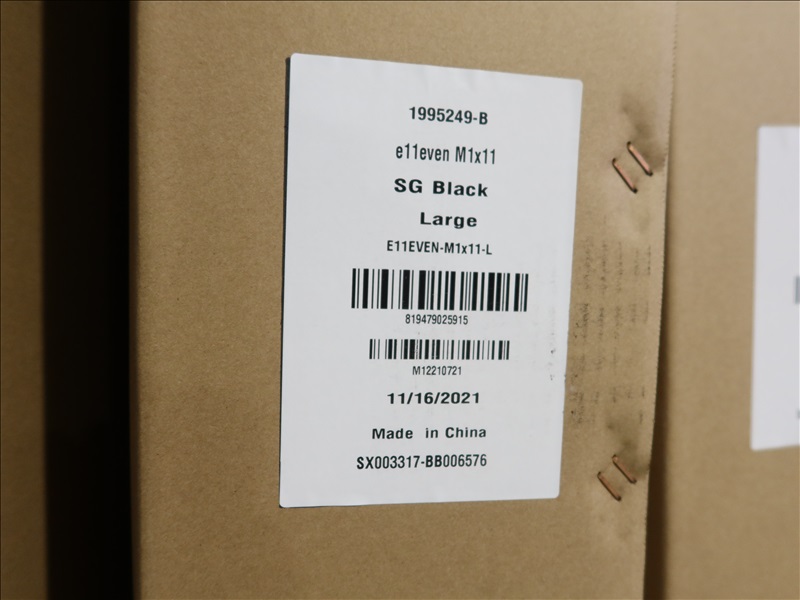 1995249-B
e11even M1x11
SG Black
Large
E11EVEN-M1x11-L
819479025915
M12210721
11/16/2021
Made in China
SX003317-BB006576